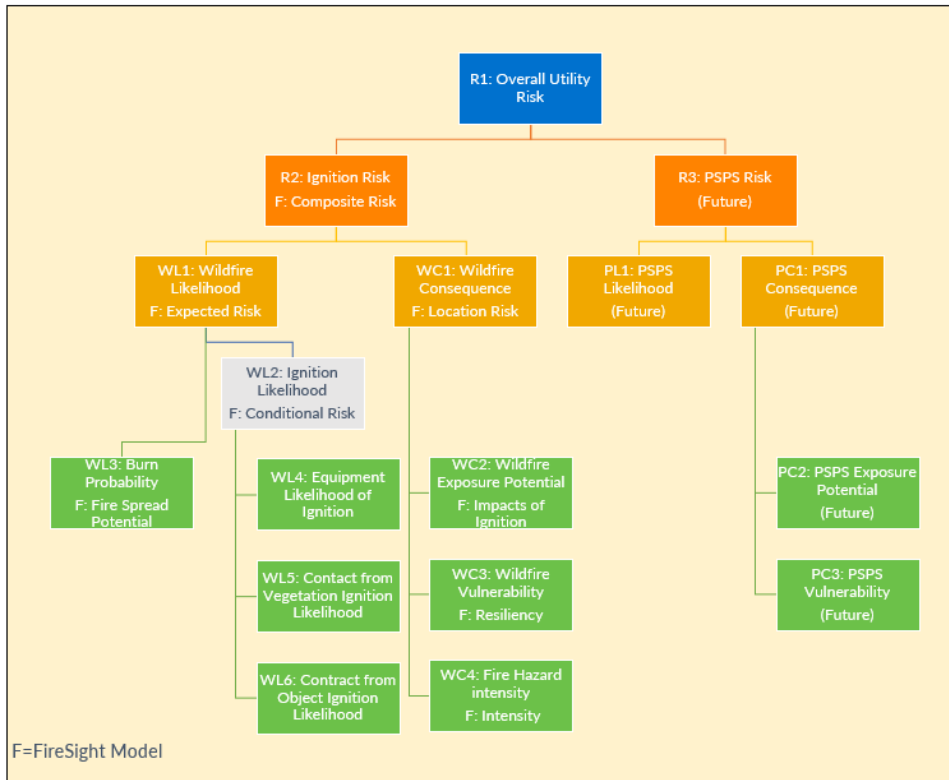 R1: Overall Utility
Risk
R2: Ignition Risk
F: Composite Risk
R3: PSPS Risk
(Future)
WL1: Wildfire
Likelihood
F: Expected Risk
WC1: Wildfire
Consequence
F: Location Risk
PL1: PSPS
Likelihood
(Future)
PC1: PSPS
Consequence
(Future)
WL2: Ignition
Likelihood
F: Conditional Risk
WL3: Burn
Probability
F: Fire Spread
Potential
WL4: Equipment
Likelihood of
Ignition
WC2: Wildfire
Exposure Potential
F: Impacts of
Ignition
PC2: PSPS Exposure
Potential
(Future)
WL5: Contact from
Vegetation Ignition
Likelihood
WC3: Wildfire
Vulnerability
F: Resiliency
PC3: PSPS
Vulnerability
(Future)
WL6: Contract from
Object Ignition
Likelihood
WC4: Fire Hazard
intensity
F: Intensity
F=FireSight Model